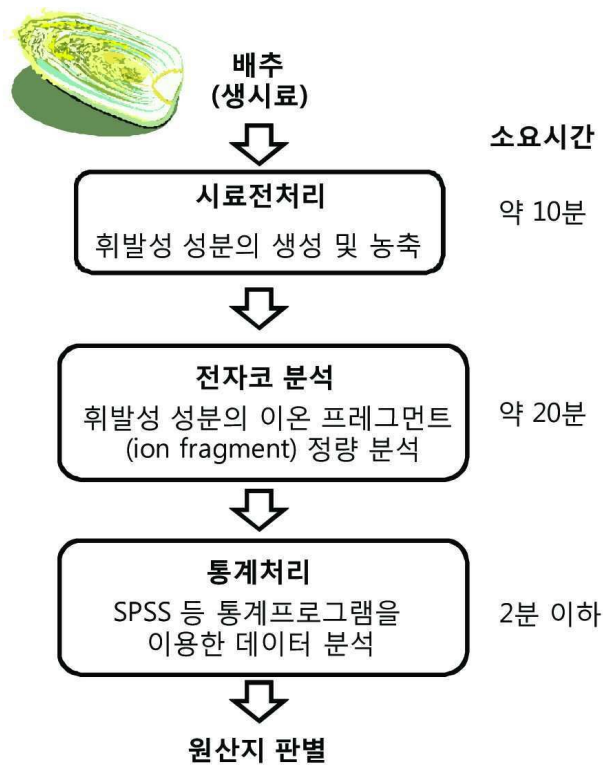 배추
(생시료)
소요시간
시료전처리
휘발성 성분의 생성 및 농축
약 10분
전자코 분석
휘발성 성분의 이온 프레그먼트
(ion fragment) 정량 분석
약 20분
통계처리
SPSS 등 통계프로그램을
이용한 데이터 분석
2분 이하
원산지 판별